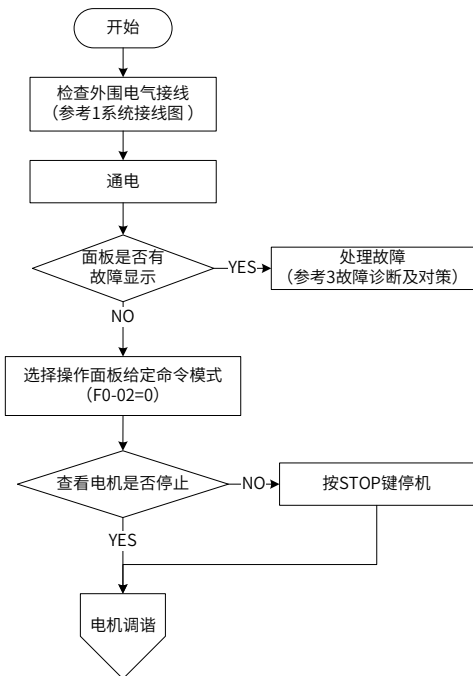 开始
检查外围电气接线
（参考1系统接线图 ）
通电
面板是否有
故障显示
YES
处理故障
（参考3故障诊断及对策）
NO
选择操作面板给定命令模式
（F0-02=0）
查看电机是否停止
NO
按STOP键停机
YES
电机调谐